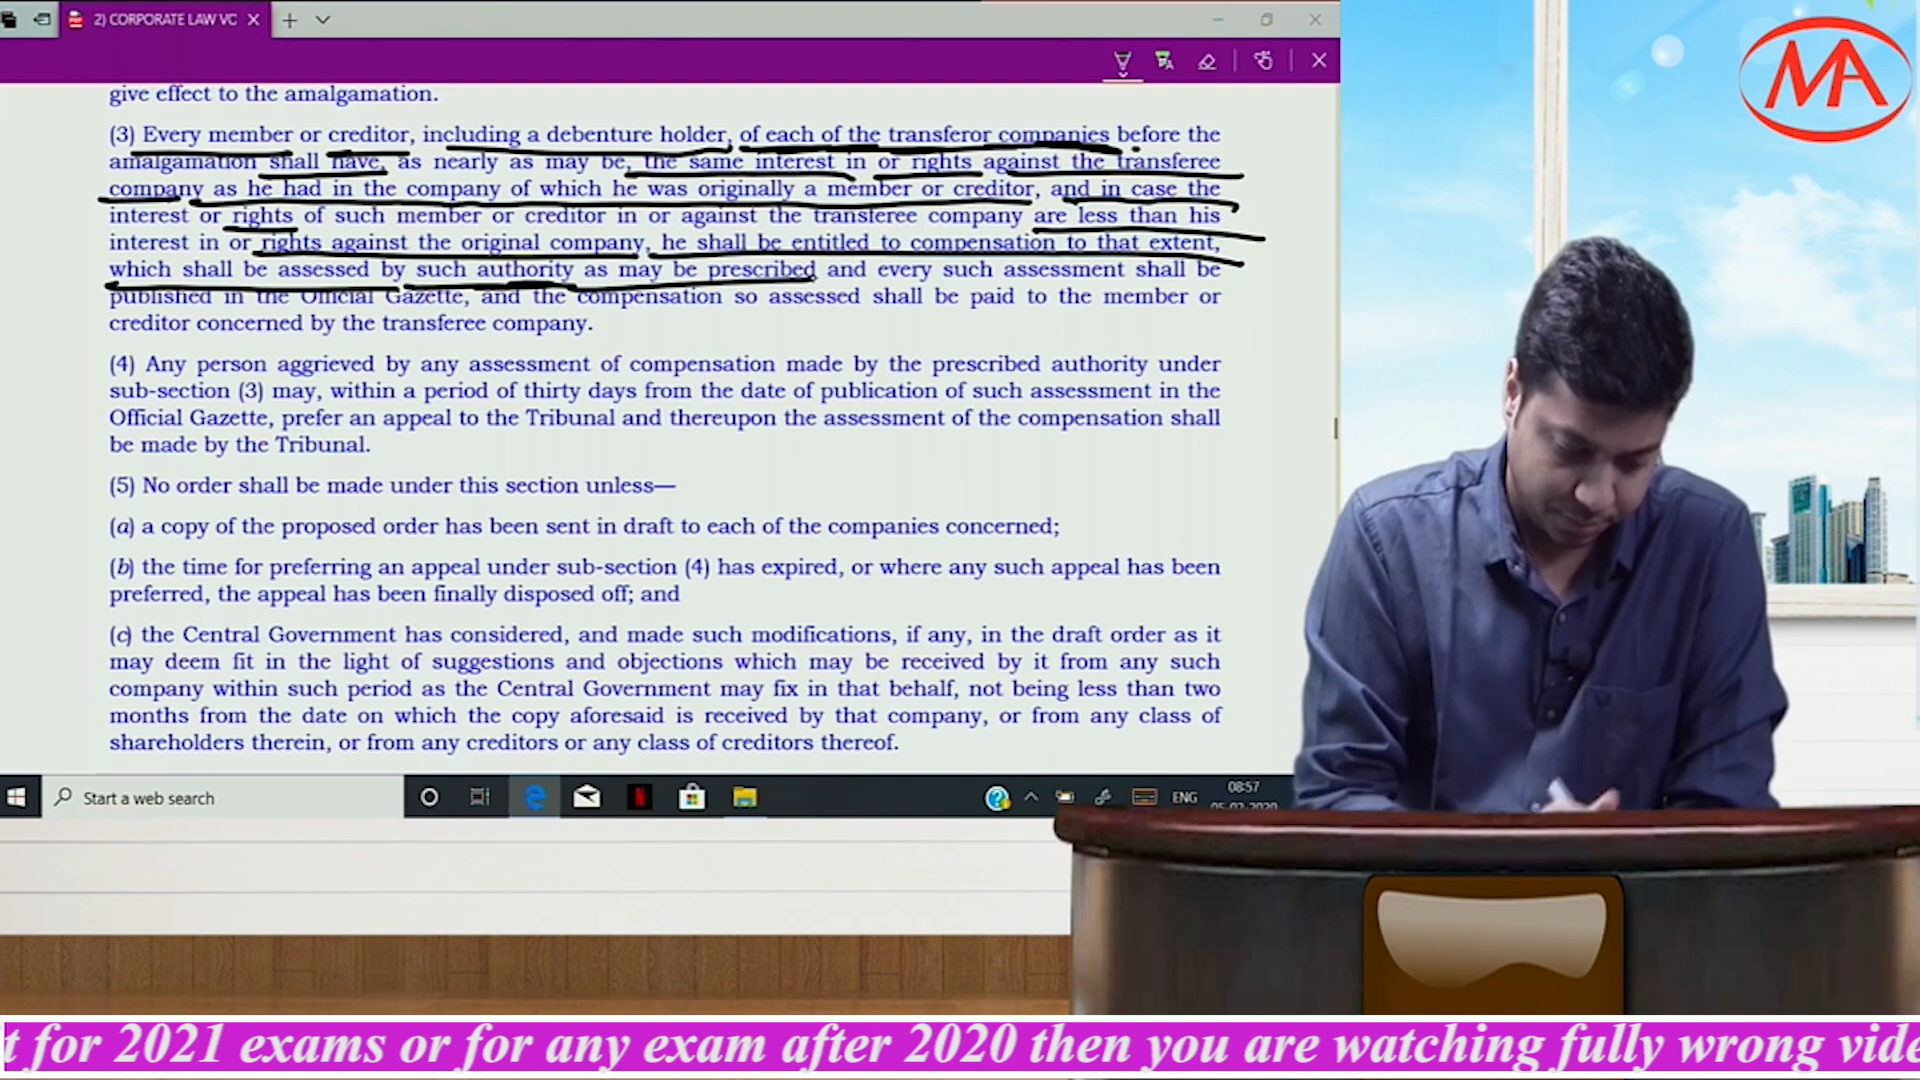 2) CORPORATE LAW VC
MA
give effect to the amalgamation.
(3) Every member or creditor, including a debenture holder, of each of the transferor companies before the
amalgamation shall have, as nearly as may be, the same interest in or rights against the transferee
company as he had in the company of which he was originally a member or creditor, and in case the
interest or rights of such member or creditor in or against the transferee company are less than his
interest in or rights against the original company, he shall be entitled to compensation to that extent,
which shall be assessed by such authority as may be prescribed and every such assessment shall be
published in the Official Gazette, and the compensation so assessed shall be paid to the member or
creditor concerned by the transferee company.
(4) Any person aggrieved by any assessment of compensation made by the prescribed authority under
sub-section (3) may, within a period of thirty days from the date of publication of such assessment in the
Official Gazette, prefer an appeal to the Tribunal and thereupon the assessment of the compensation shall
be made by the Tribunal.
(5) No order shall be made under this section unless—
(a) a copy of the proposed order has been sent in draft to each of the companies concerned;
(b) the time for preferring an appeal under sub-section (4) has expired, or where any such appeal has been
preferred, the appeal has been finally disposed off; and
(c) the Central Government has considered, and made such modifications, if any, in the draft order as it
may deem fit in the light of suggestions and objections which may be received by it from any such
company within such period as the Central Government may fix in that behalf, not being less than two
months from the date on which the copy aforesaid is received by that company, or from any class of
shareholders therein, or from any creditors or any class of creditors thereof.
Start a web search
ENG
08:57
05-02-2020
t for 2021 exams or for any exam after 2020 then you are watching fully wrong vide